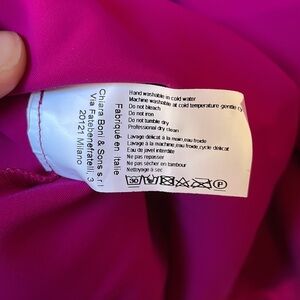 Hand washable in cold water
Machine washable at cold temperature gentle
Do not bleach
Do not iron
Do not tumble dry
Professional dry clean
Lavage délicat à la main,eau froide
Lavage à la machine,eau froide,cycle délicat
Eau de javel interdite
Ne pas repasser
Ne pas sécher en tambour
Nettoyage à sec
30 P
Fabriqué en Italie
Chiara Boni & Sons s.r.l
Via Fatebenefratelli, 3
20121 Milano